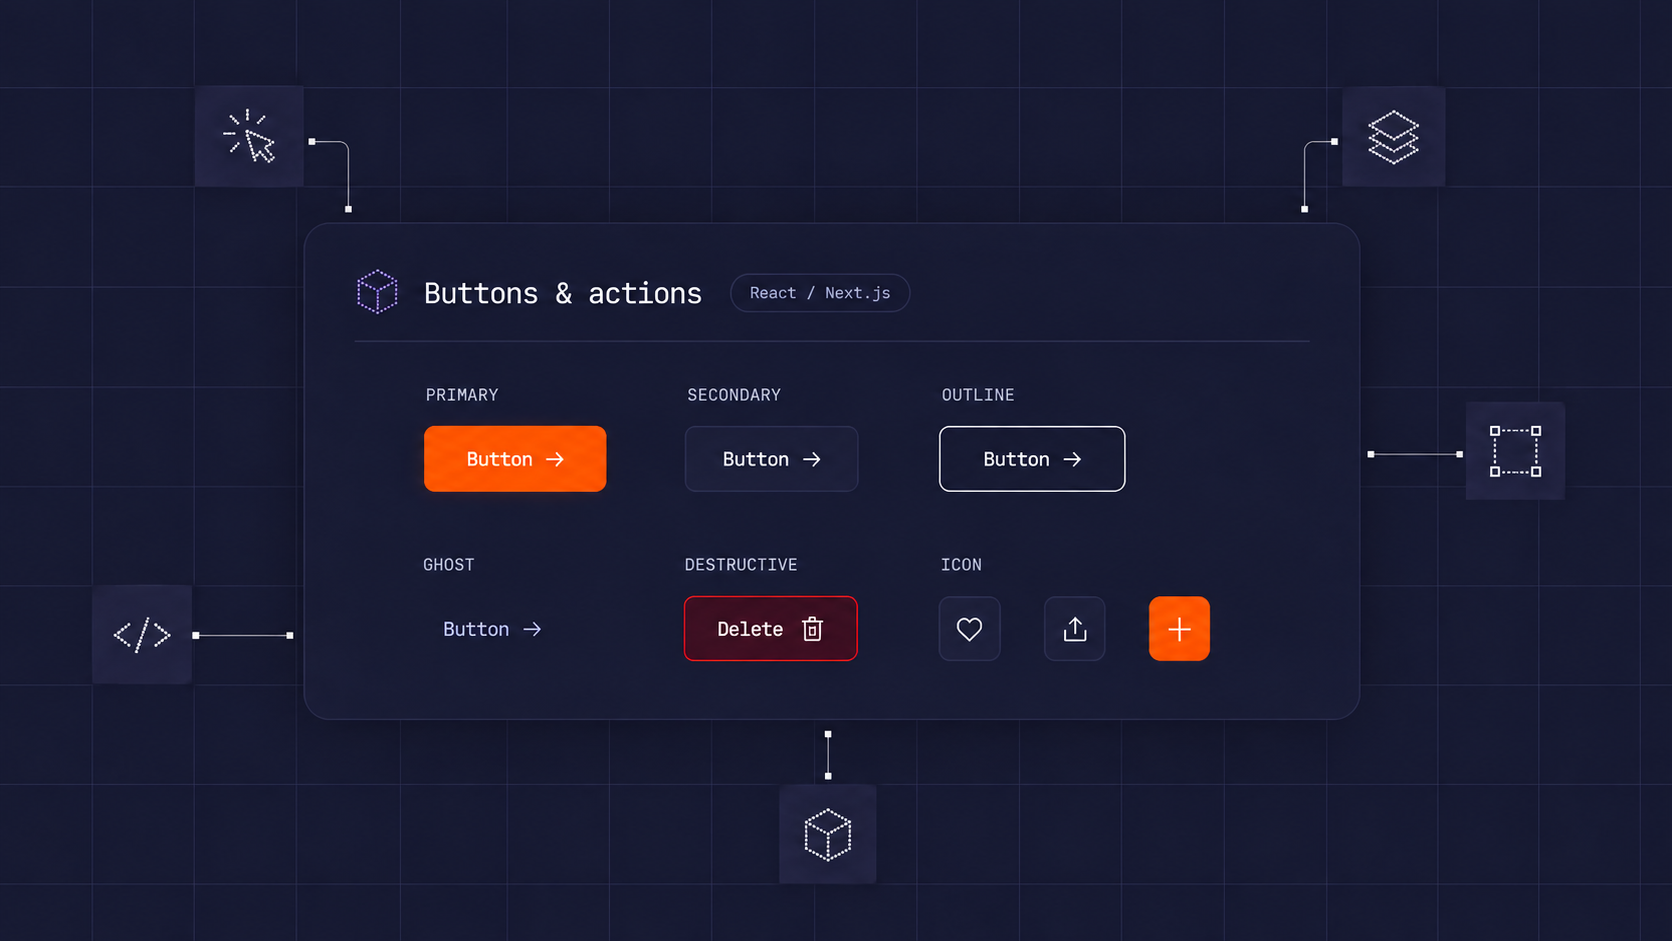 Buttons & actions
React / Next.js
PRIMARY
SECONDARY
OUTLINE
Button
Button
Button
GHOST
DESTRUCTIVE
ICON
Button
Delete